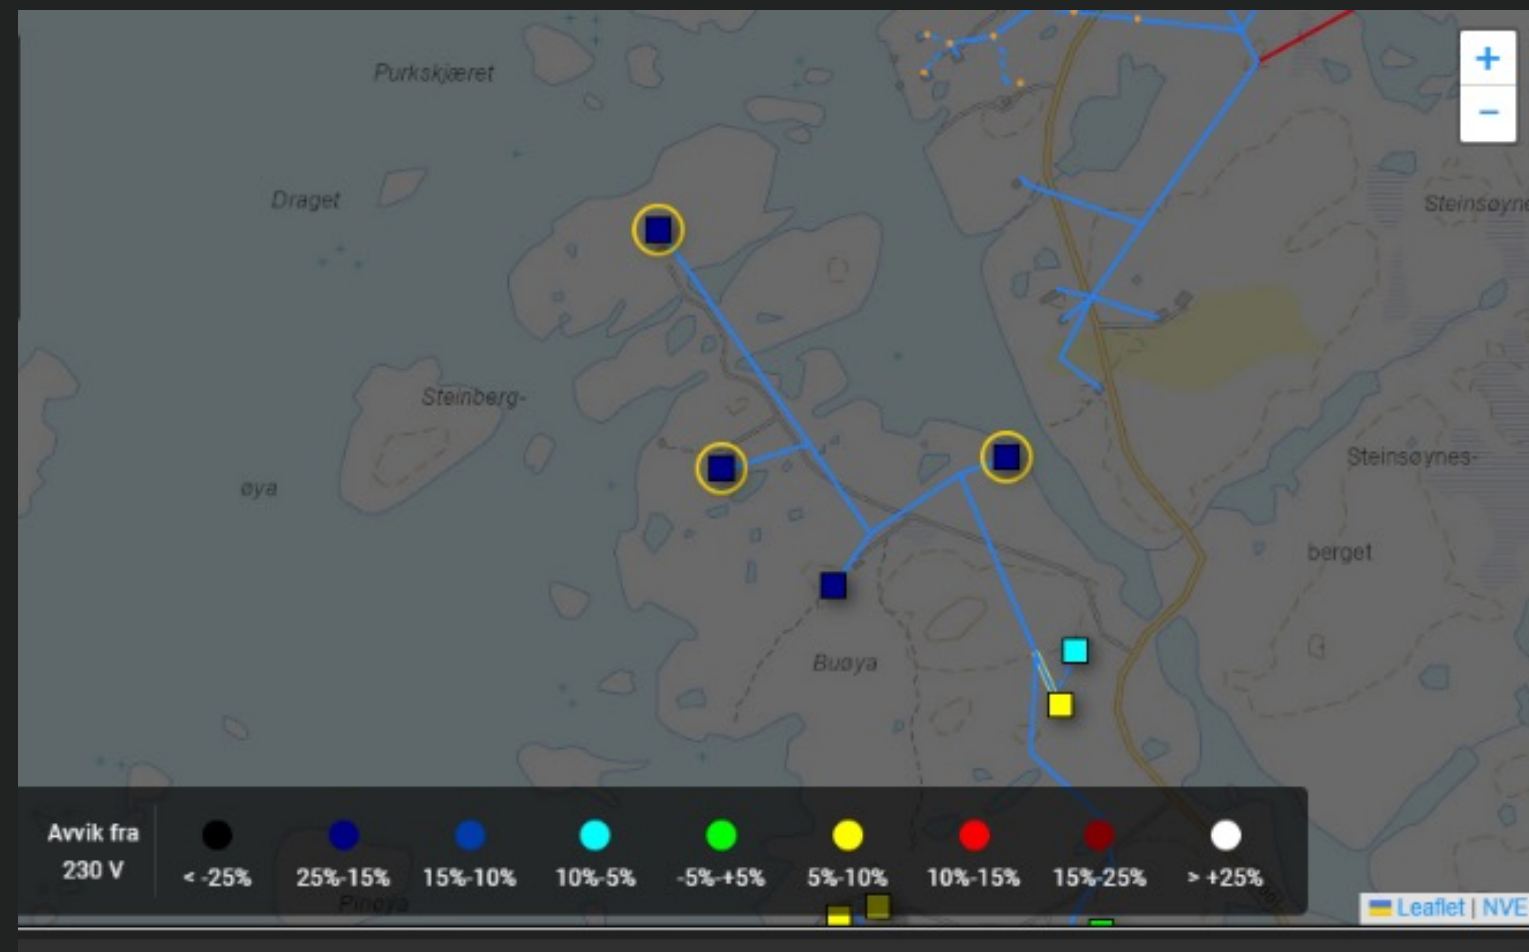 Purkskjæret
Draget
Steinsøyne
Steinberg-
øya
Steinsøynes-
berget
Buøya
+
−
Avvik fra
230 V
< -25%
25%-15%
15%-10%
10%-5%
-5%-+5%
5%-10%
10%-15%
15%-25%
> +25%
Pinøya
Leaflet | NVE